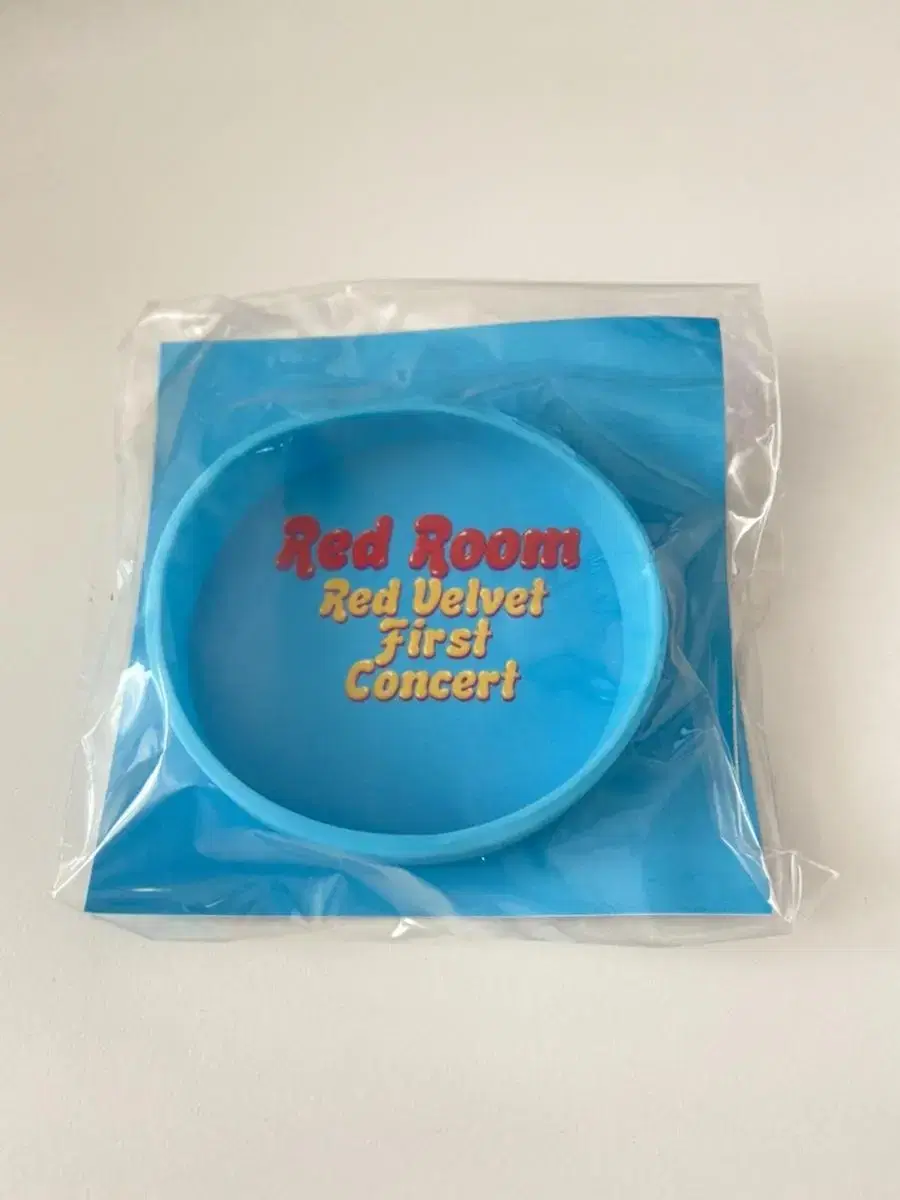 Red Room
Red Velvet
First
Concert